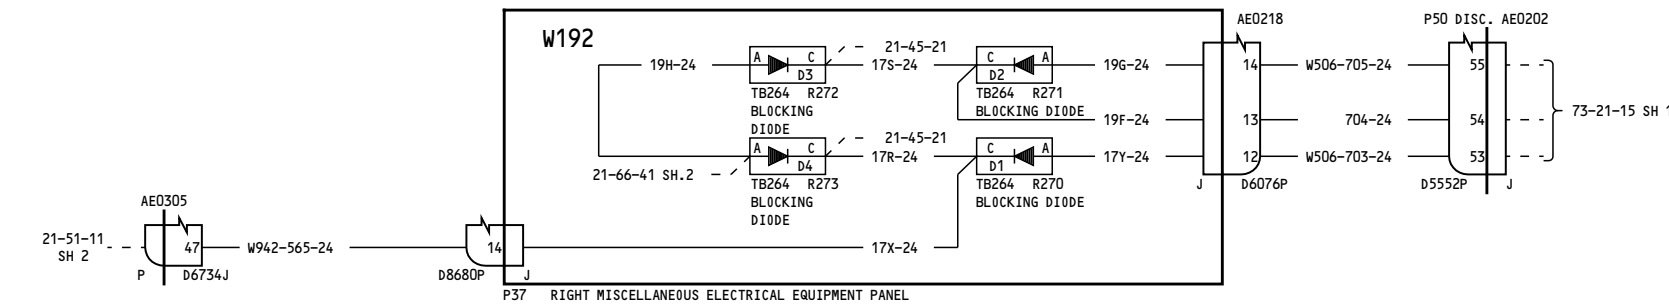 AE0218
P50 DISC. AE0202
W192
21-45-21
19H-24
A
C
D3
17S-24
C
A
D2
19G-24
14
W506-705-24
55
TB264 R272
BLOCKING
DIODE
TB264 R271
BLOCKING DIODE
19F-24
13
704-24
54
73-21-15 SH
21-45-21
A
C
D4
17R-24
C
A
D1
17Y-24
12
W506-703-24
53
21-66-41 SH.2
TB264 R273
BLOCKING
DIODE
TB264 R270
BLOCKING DIODE
J
D6076P
D5552P
J
AE0305
21-51-11
SH 2
47
W942-565-24
14
17X-24
P
D6734J
D8680P
J
P37 RIGHT MISCELLANEOUS ELECTRICAL EQUIPMENT PANEL